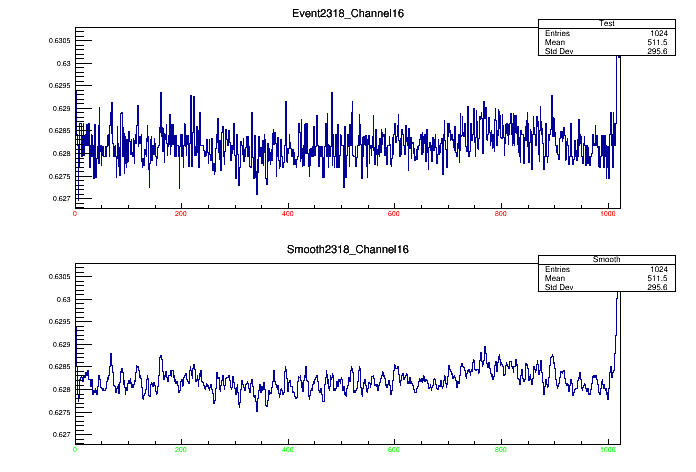 Event2318_Channel16
Test
Entries 1024
Mean 511.5
Std Dev 295.6
0.6305
0.63
0.6295
0.629
0.6285
0.628
0.6275
0.627
0 200 400 600 800 1000
Smooth2318_Channel16
Smooth
Entries 1024
Mean 511.5
Std Dev 295.6
0.6305
0.63
0.6295
0.629
0.6285
0.628
0.6275
0.627
0 200 400 600 800 1000